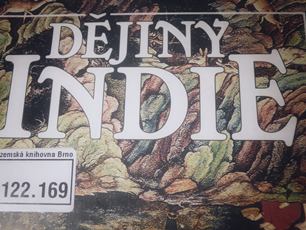 DĚJINY
INDIE
zemská knihovna Brno
122.169